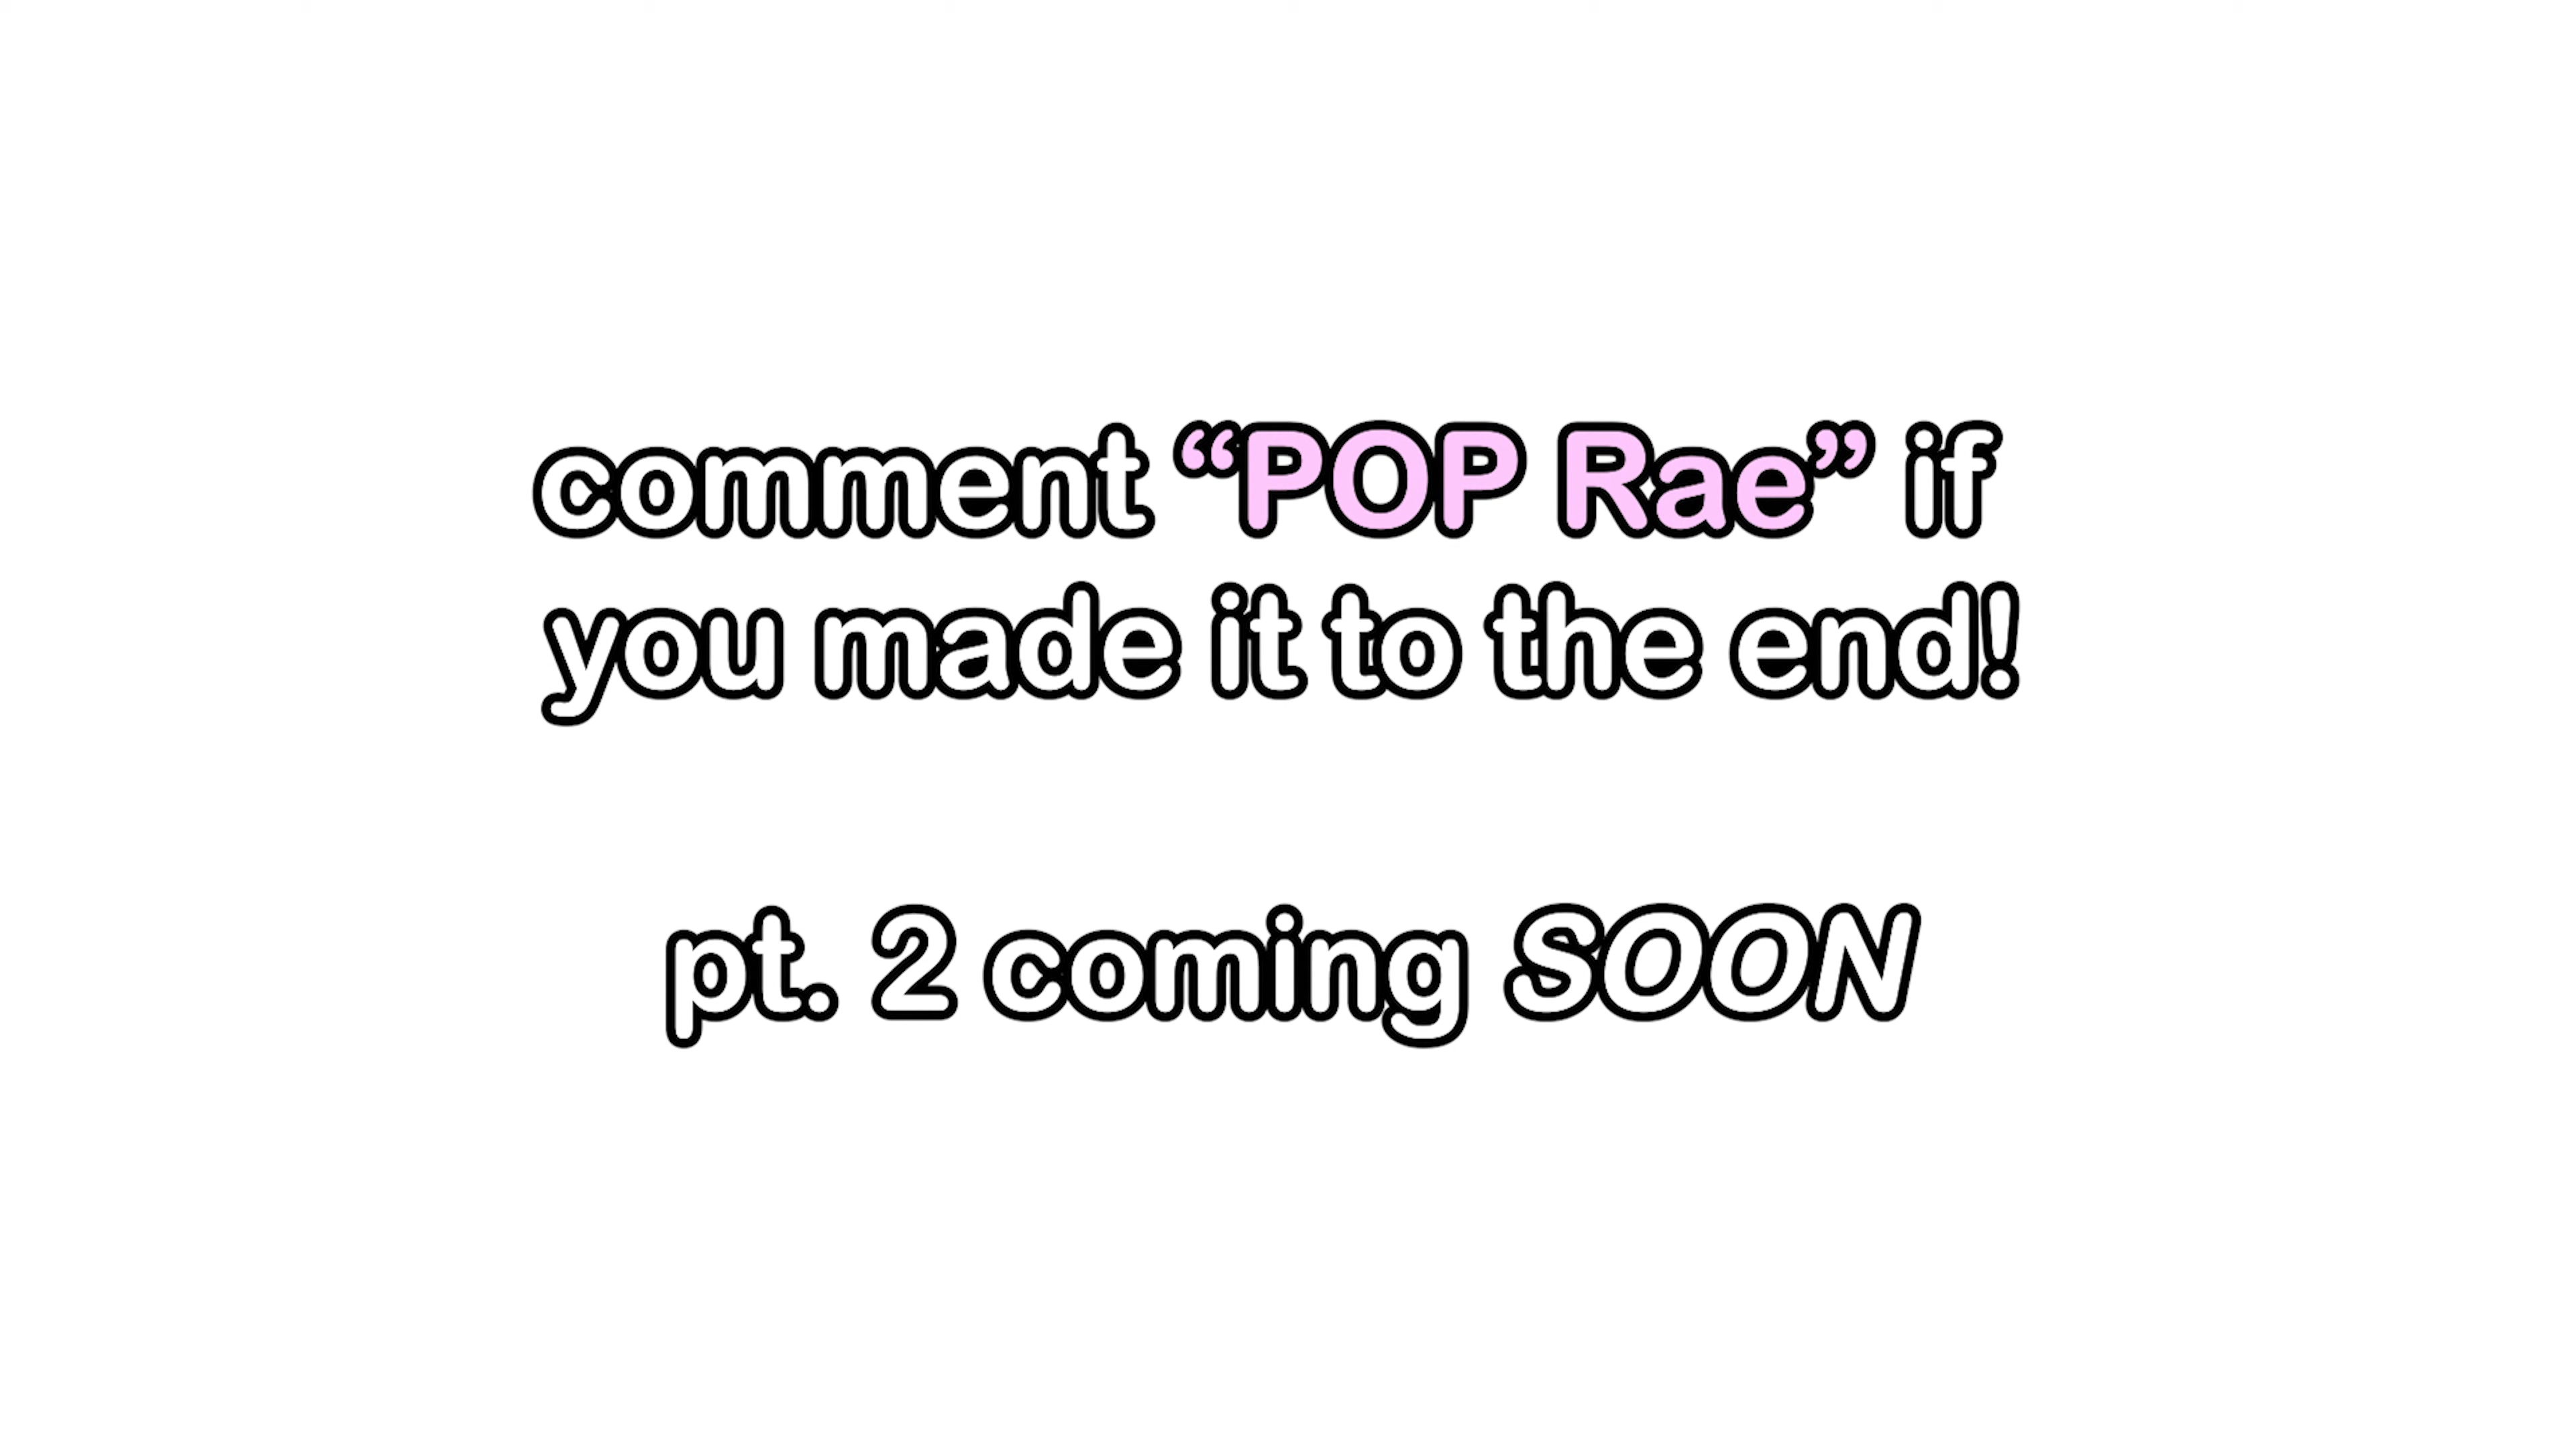 comment “POP Rae” if
you made it to the end!
pt. 2 coming SOON